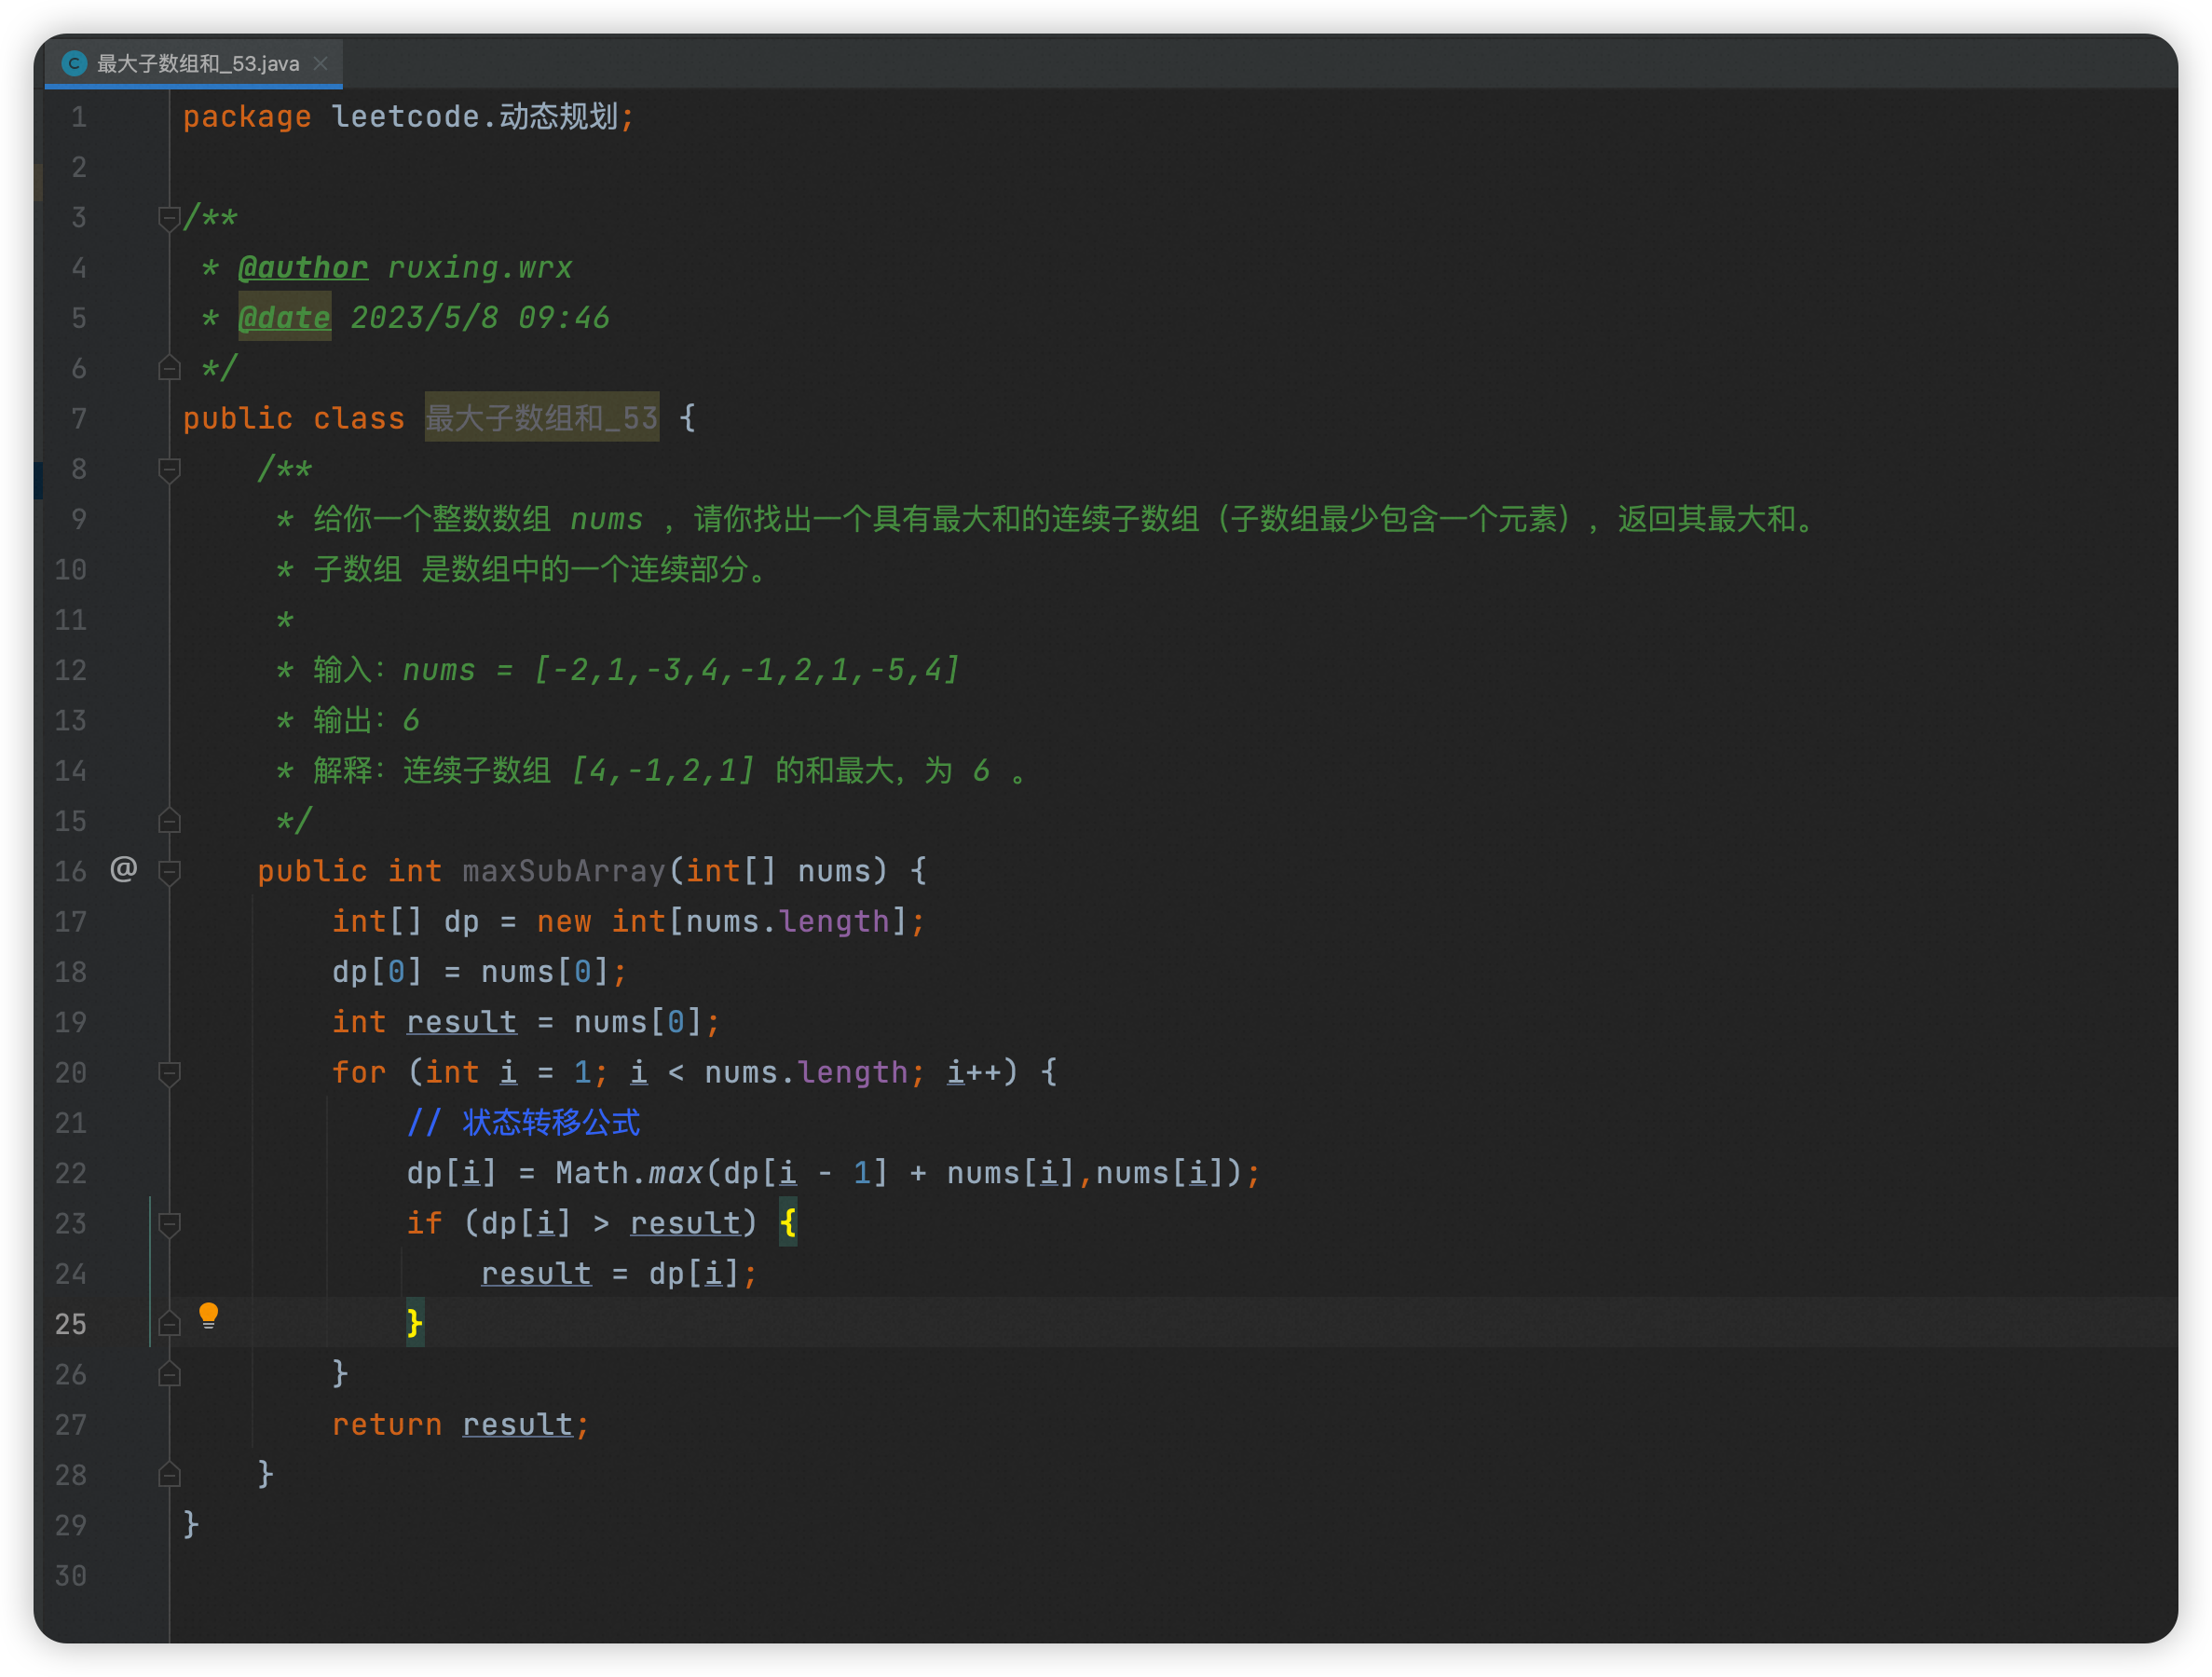 最大子数组和_53.java
1 package leetcode.动态规划;
2
3 /**
4  * @author ruxing.wrx
5  * @date 2023/5/8 09:46
6  */
7 public class 最大子数组和_53 {
8     /**
9      * 给你一个整数数组 nums ，请你找出一个具有最大和的连续子数组（子数组最少包含一个元素），返回其最大和。
10      * 子数组 是数组中的一个连续部分。
11      *
12      * 输入：nums = [-2,1,-3,4,-1,2,1,-5,4]
13      * 输出：6
14      * 解释：连续子数组 [4,-1,2,1] 的和最大，为 6 。
15      */
16 @     public int maxSubArray(int[] nums) {
17         int[] dp = new int[nums.length];
18         dp[0] = nums[0];
19         int result = nums[0];
20         for (int i = 1; i < nums.length; i++) {
21             // 状态转移公式
22             dp[i] = Math.max(dp[i - 1] + nums[i],nums[i]);
23             if (dp[i] > result) {
24                 result = dp[i];
25             }
26         }
27         return result;
28     }
29 }
30